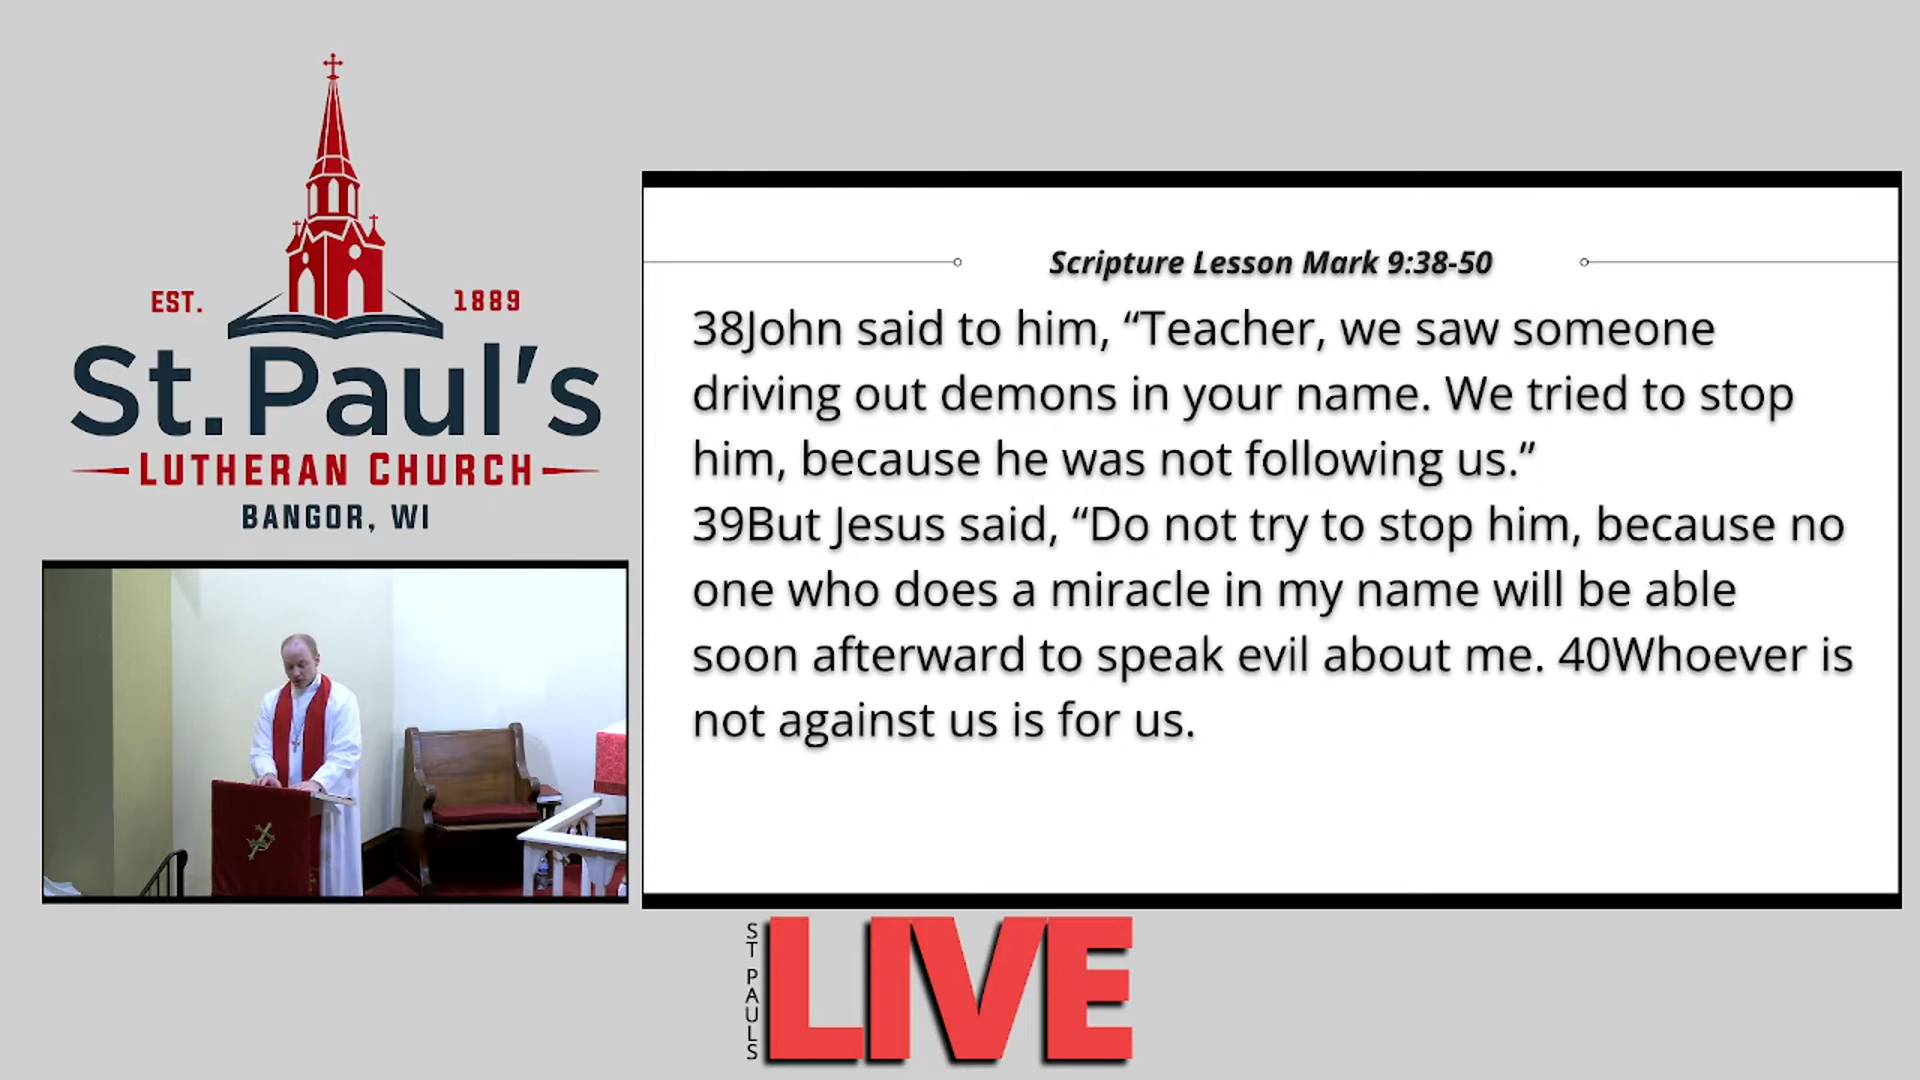 EST. 1889
St. Paul's
LUTHERAN CHURCH
BANGOR, WI
Scripture Lesson Mark 9:38-50
38John said to him, “Teacher, we saw someone
driving out demons in your name. We tried to stop
him, because he was not following us.”
39But Jesus said, “Do not try to stop him, because no
one who does a miracle in my name will be able
soon afterward to speak evil about me. 40Whoever is
not against us is for us.
ST PAULS
LIVE